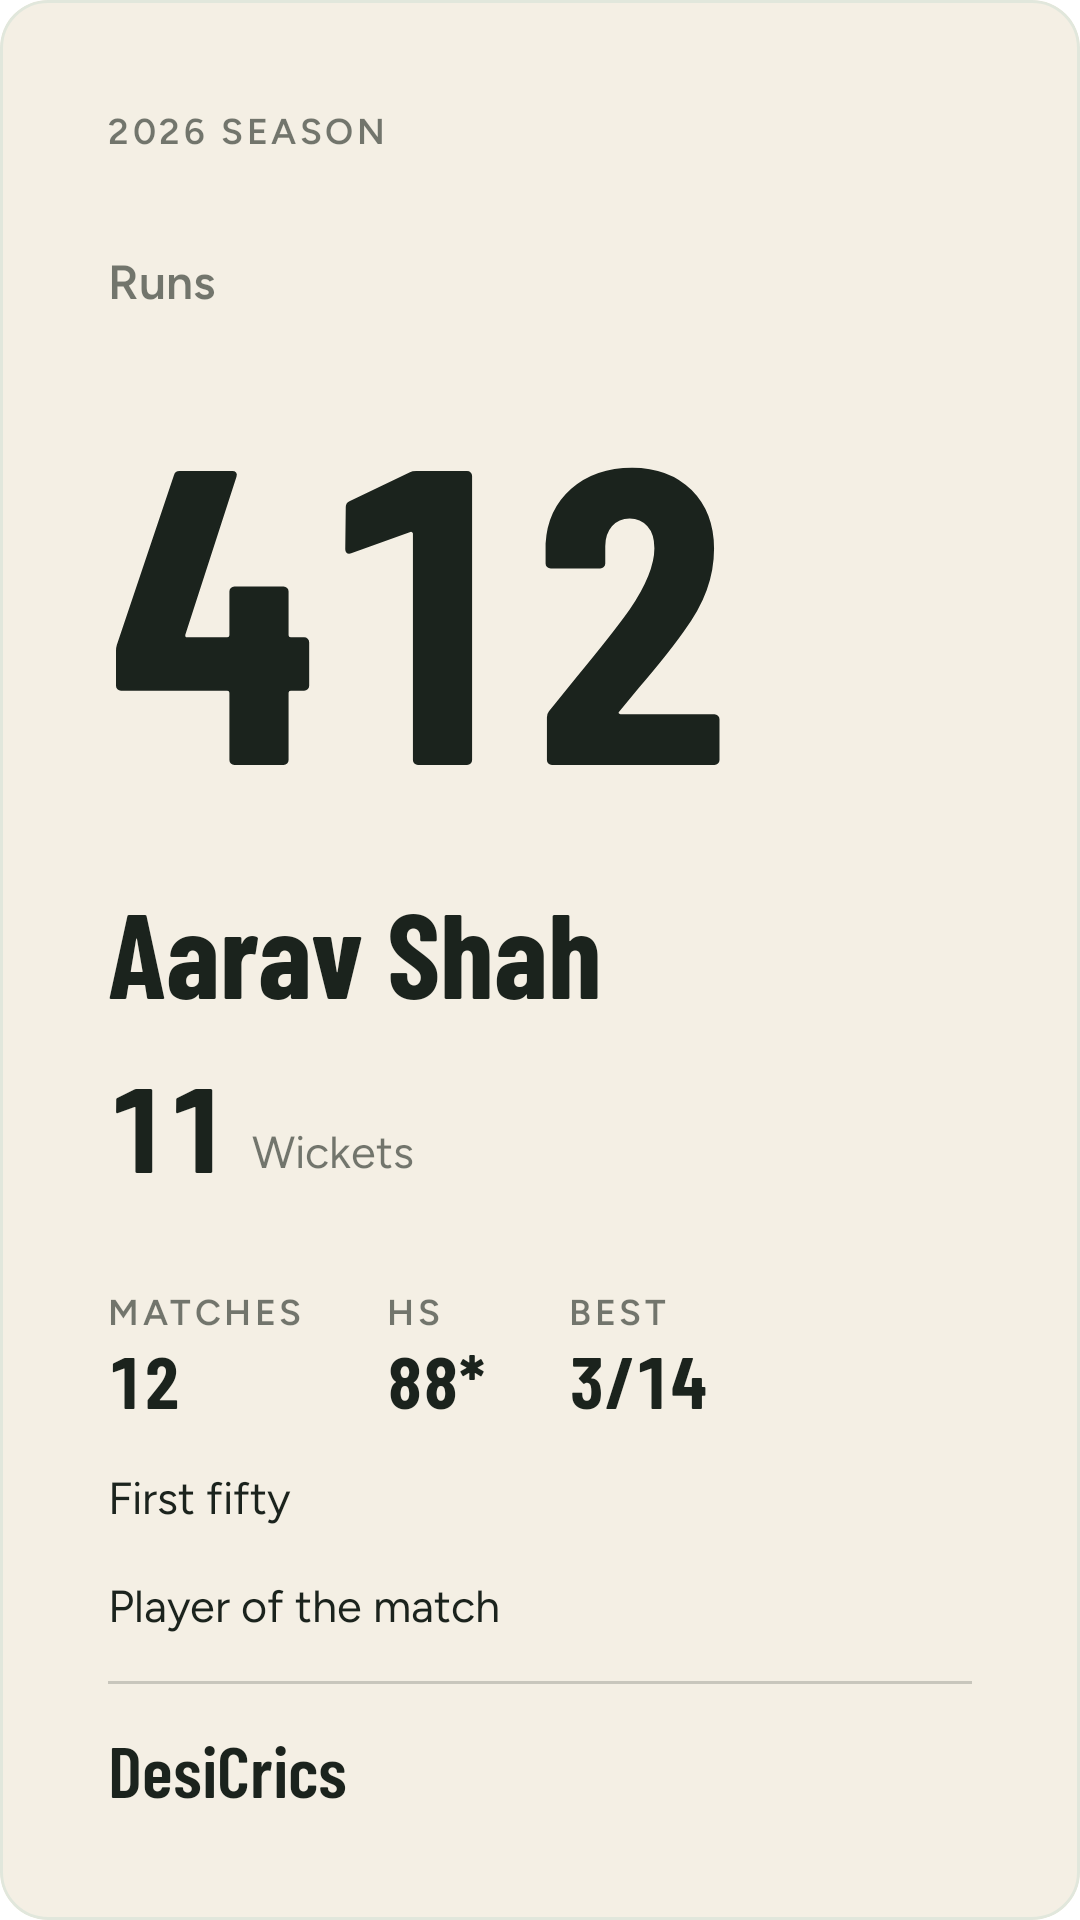 2026 SEASON
Runs
412
Aarav Shah
11 Wickets
MATCHES HS BEST
12 88* 3/14
First fifty
Player of the match
DesiCrics